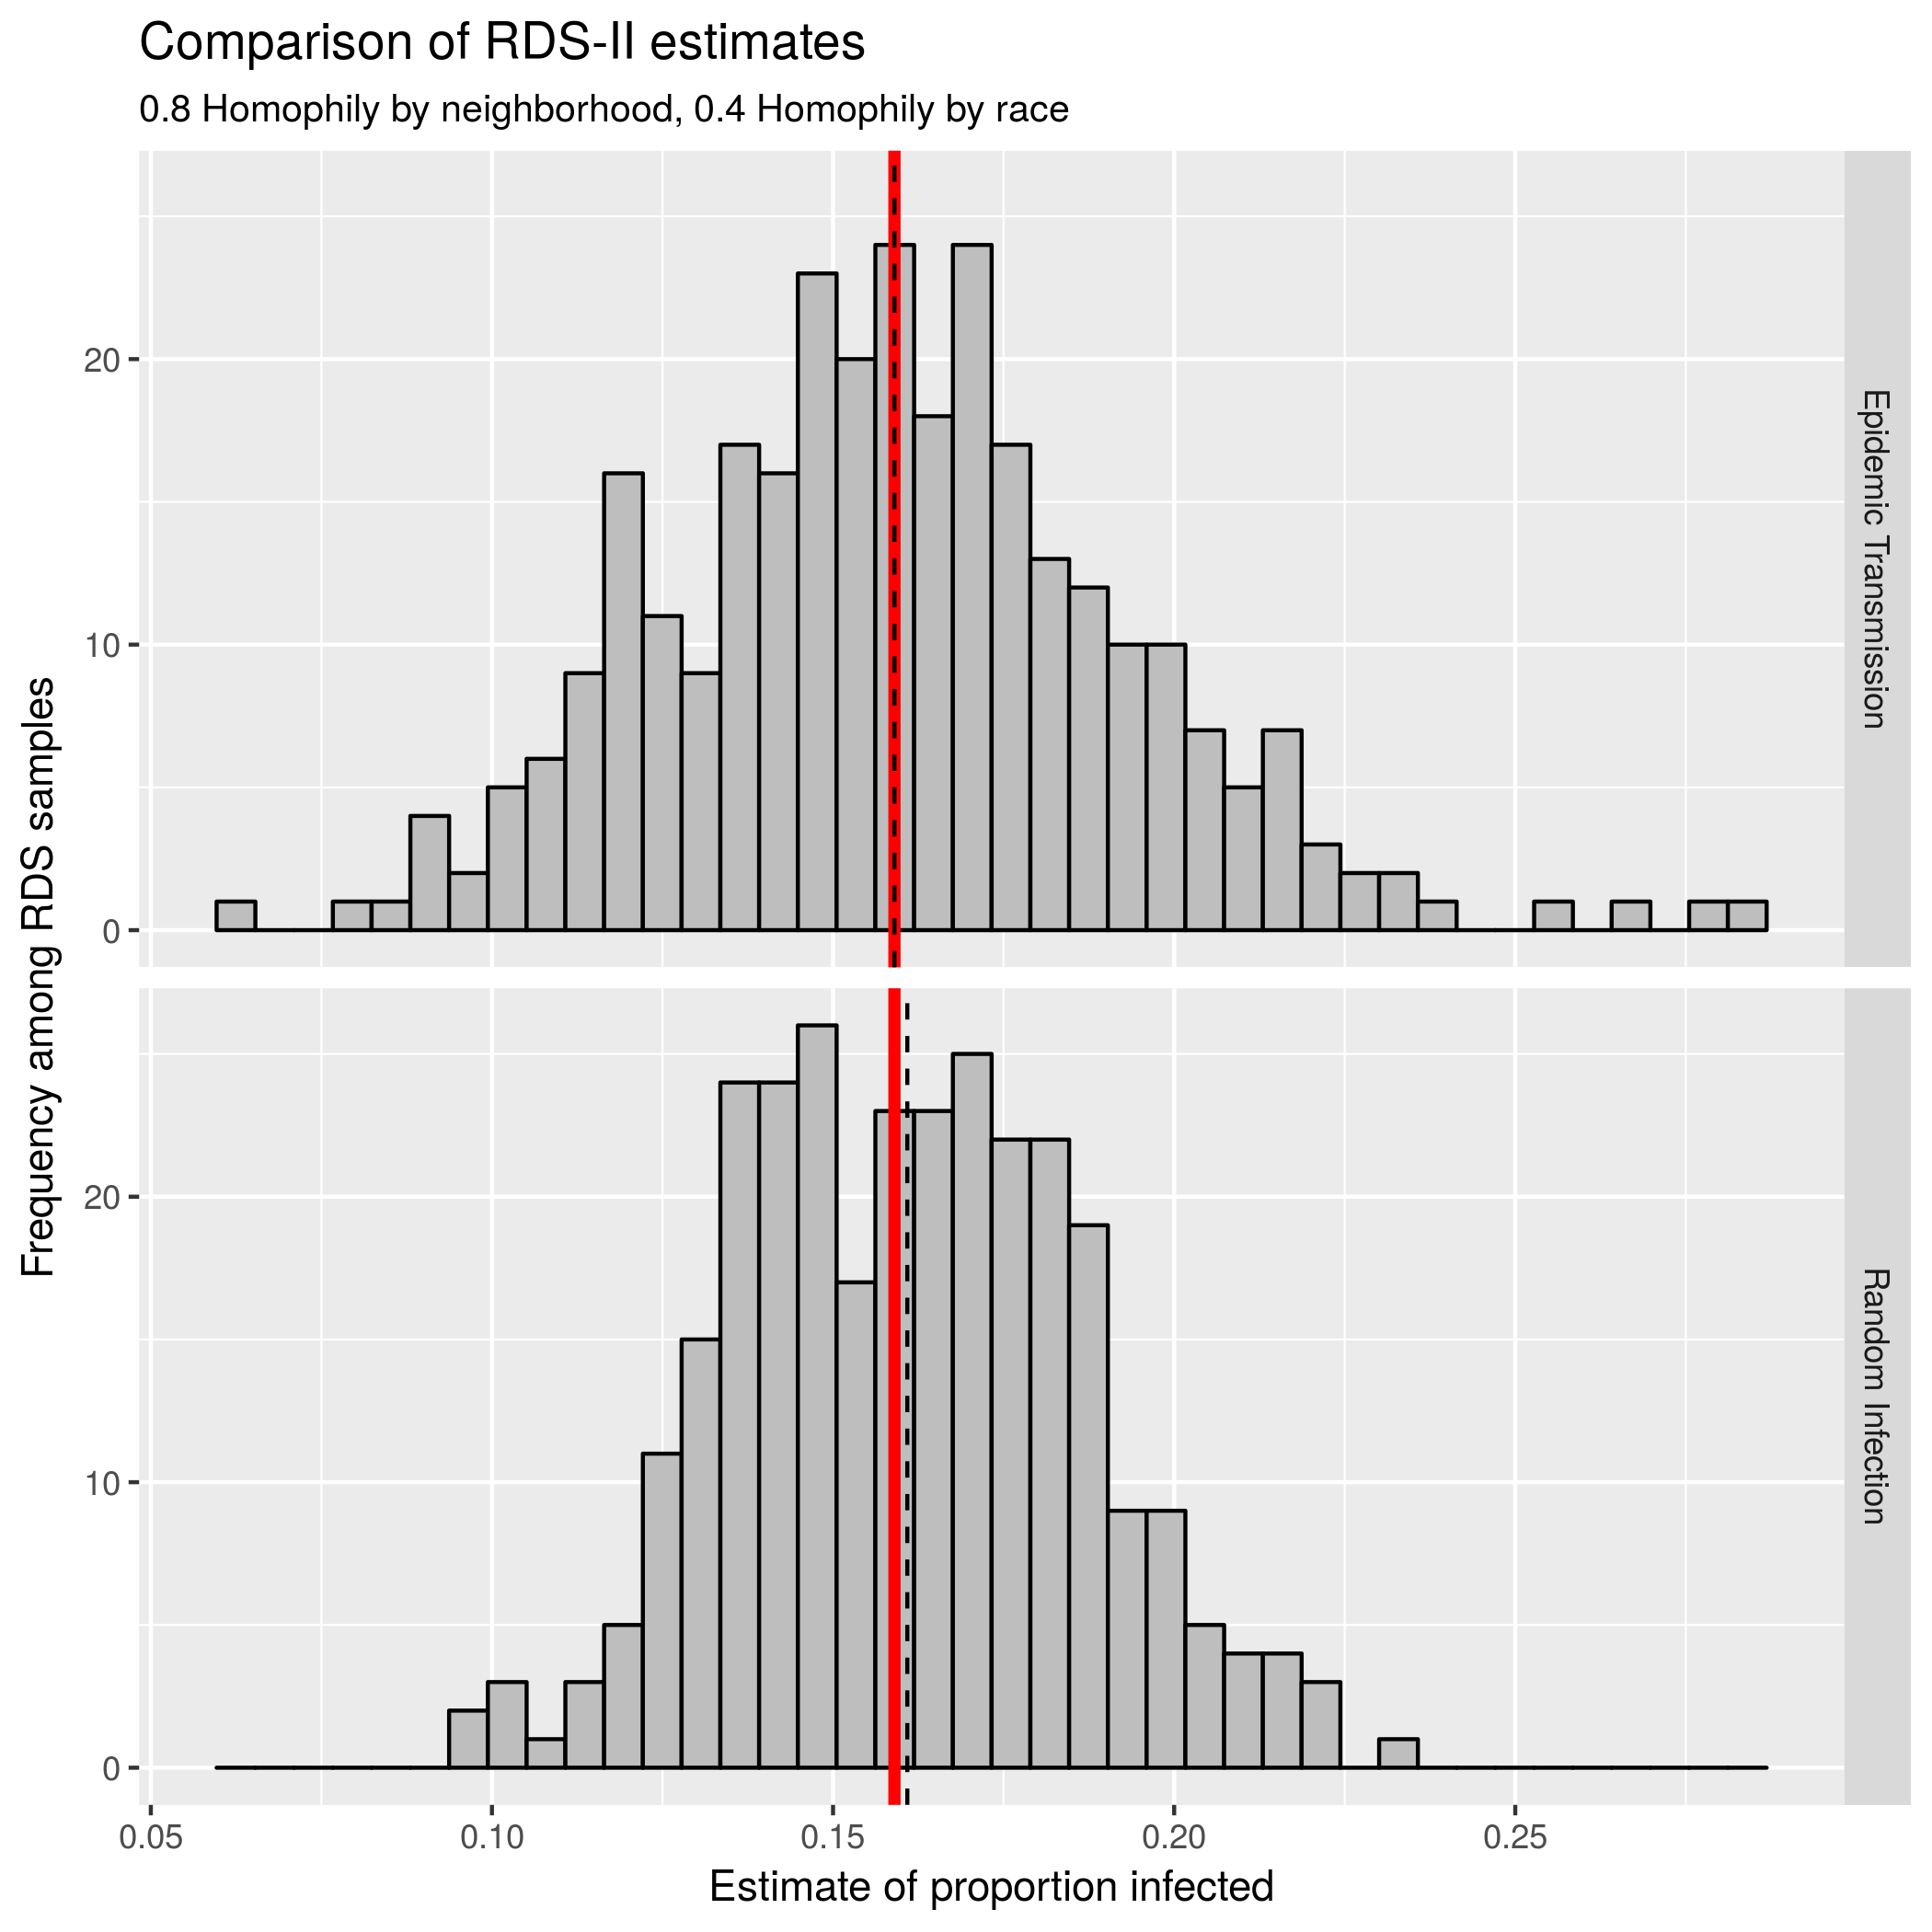 Comparison of RDS-II estimates
0.8 Homophily by neighborhood, 0.4 Homophily by race
Frequency among RDS samples
20
10
0
Epidemic Transmission
20
10
0
Random Infection
0.05
0.10
0.15
0.20
0.25
Estimate of proportion infected